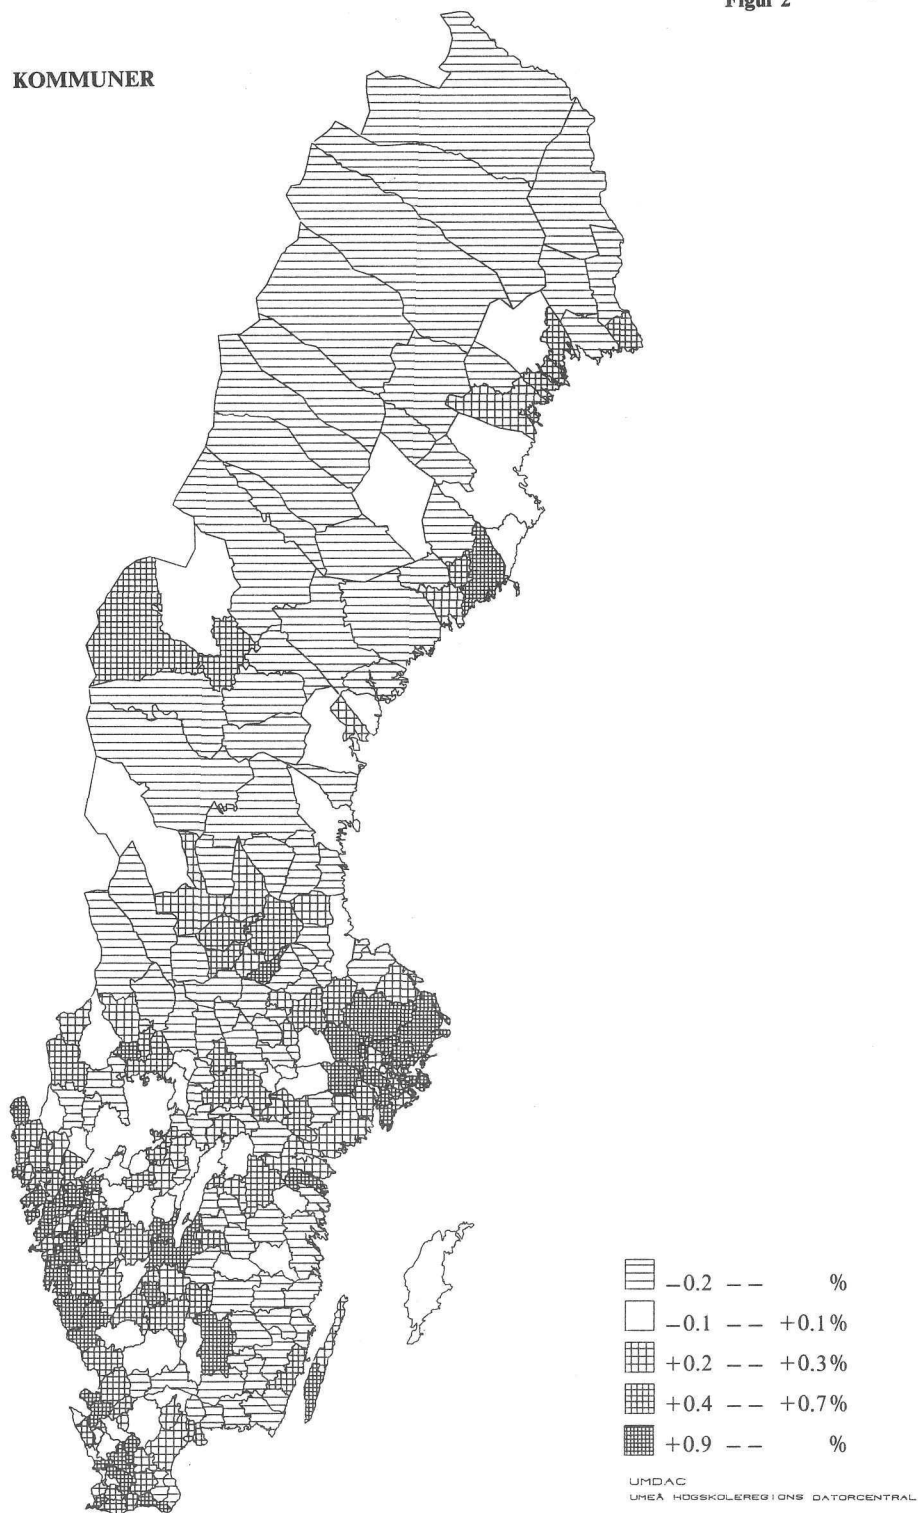 Figur 2
KOMMUNER
−0.2 −− %
−0.1 −− +0.1%
+0.2 −− +0.3%
+0.4 −− +0.7%
+0.9 −− %
UMDAC
UMEÅ HÖGSKOLEREGIONS DATORCENTRAL